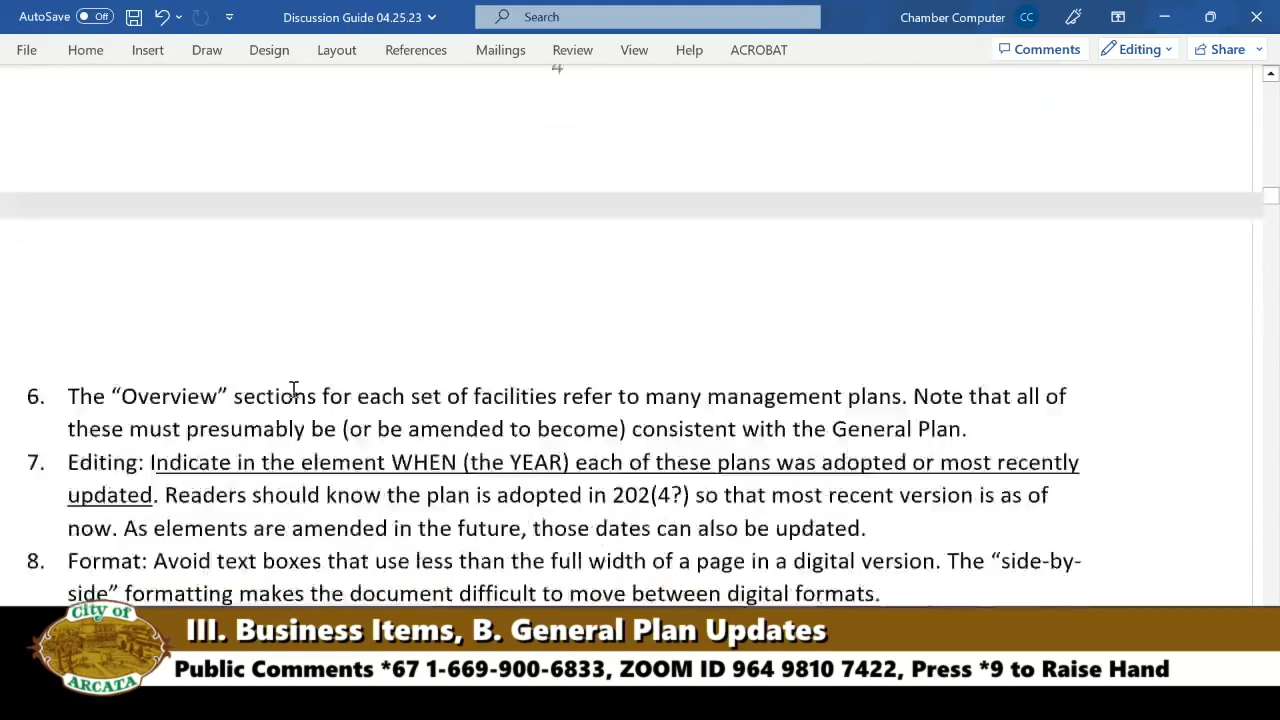 AutoSave Off Discussion Guide 04.25.23 Search Chamber Computer CC
File Home Insert Draw Design Layout References Mailings Review View Help ACROBAT Comments Editing Share
4
6. The “Overview” sections for each set of facilities refer to many management plans. Note that all of
these must presumably be (or be amended to become) consistent with the General Plan.
7. Editing: Indicate in the element WHEN (the YEAR) each of these plans was adopted or most recently
updated. Readers should know the plan is adopted in 202(4?) so that most recent version is as of
now. As elements are amended in the future, those dates can also be updated.
8. Format: Avoid text boxes that use less than the full width of a page in a digital version. The “side-by-
side” formatting makes the document difficult to move between digital formats.
City of
ARCATA
III. Business Items, B. General Plan Updates
Public Comments *67 1-669-900-6833, ZOOM ID 964 9810 7422, Press *9 to Raise Hand